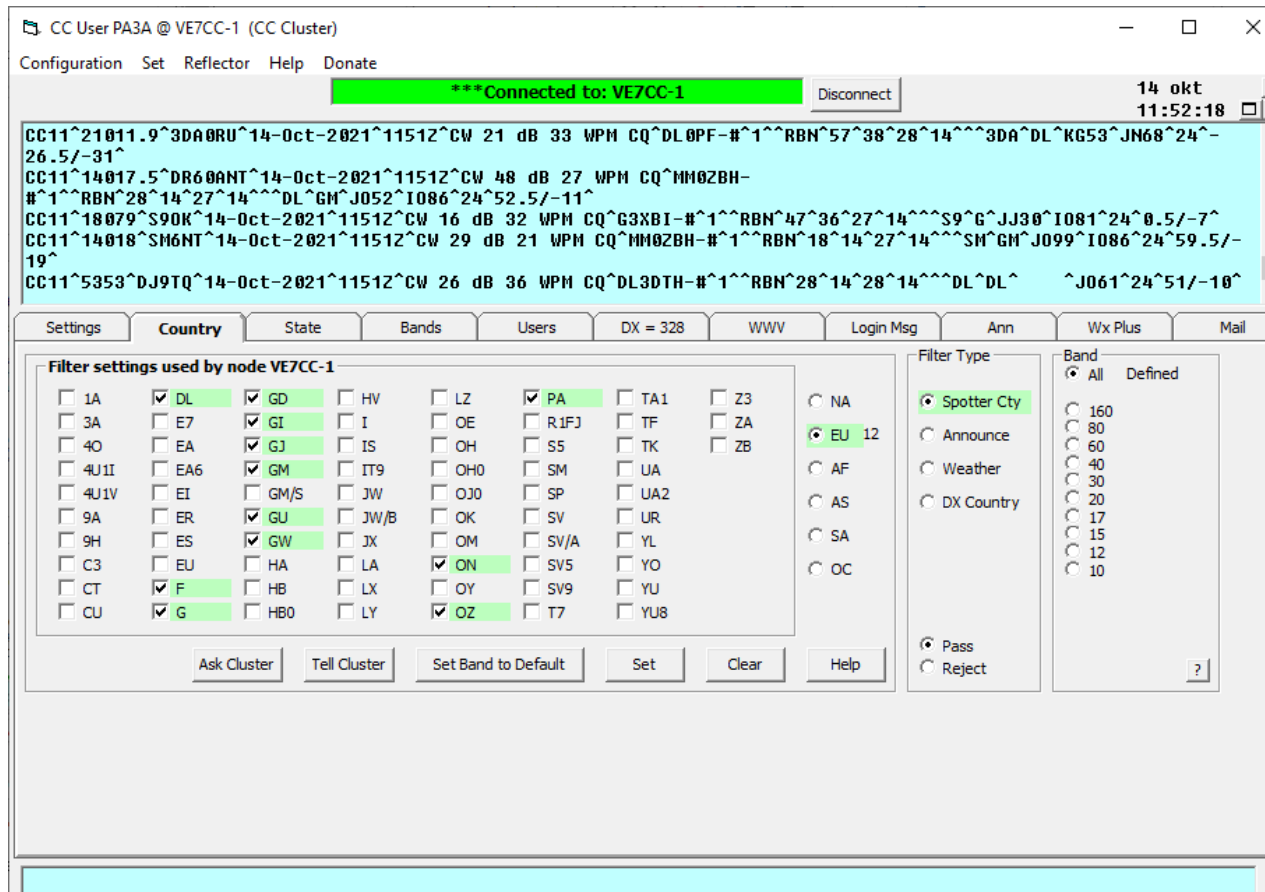 CC User PA3A @ VE7CC-1 (CC Cluster)
Configuration Set Reflector Help Donate
***Connected to: VE7CC-1 Disconnect 14 okt
11:52:18
CC11^21011.9^3DA0RU^14-Oct-2021^1151Z^CW 21 dB 33 WPM CQ^DL0PF-#^1^^RBN^57^38^28^14^^^3DA^DL^KG53^JN68^24^-
26.5/-31^
CC11^14017.5^DR60ANT^14-Oct-2021^1151Z^CW 48 dB 27 WPM CQ^MM0ZBH-
#^1^^RBN^28^14^27^14^^^DL^GM^JO52^IO86^24^52.5/-11^
CC11^18079^S9OK^14-Oct-2021^1151Z^CW 16 dB 32 WPM CQ^G3XBI-#^1^^RBN^47^36^27^14^^^S9^G^JJ30^IO81^24^0.5/-7^
CC11^14018^SM6NT^14-Oct-2021^1151Z^CW 29 dB 21 WPM CQ^MM0ZBH-#^1^^RBN^18^14^27^14^^^SM^GM^JO99^IO86^24^59.5/-
19^
CC11^5353^DJ9TQ^14-Oct-2021^1151Z^CW 26 dB 36 WPM CQ^DL3DTH-#^1^^RBN^28^14^28^14^^^DL^DL^ ^JO61^24^51/-10^
Settings Country State Bands Users DX = 328 WWV Login Msg Ann Wx Plus Mail
Filter settings used by node VE7CC-1 Filter Type Band
All Defined
1A DL GD HV LZ PA TA1 Z3 NA Spotter Cty 160
3A E7 GI I OE R1FJ TF ZA EU 12 Announce 80
4O EA GJ IS OH S5 TK ZB 60
4U1I EA6 GM IT9 OH0 SM UA AF Weather 40
4U1V EI GM/S JW OJ0 SP UA2 AS DX Country 30
9A ER GU JW/B OK SV UR 20
9H ES GW JX OM SV/A YL SA 17
C3 EU HA LA ON SV5 YO OC 15
CT F HB LX OY SV9 YU 12
CU G HB0 LY OZ T7 YU8 10
Ask Cluster Tell Cluster Set Band to Default Set Clear Help Pass
Reject ?